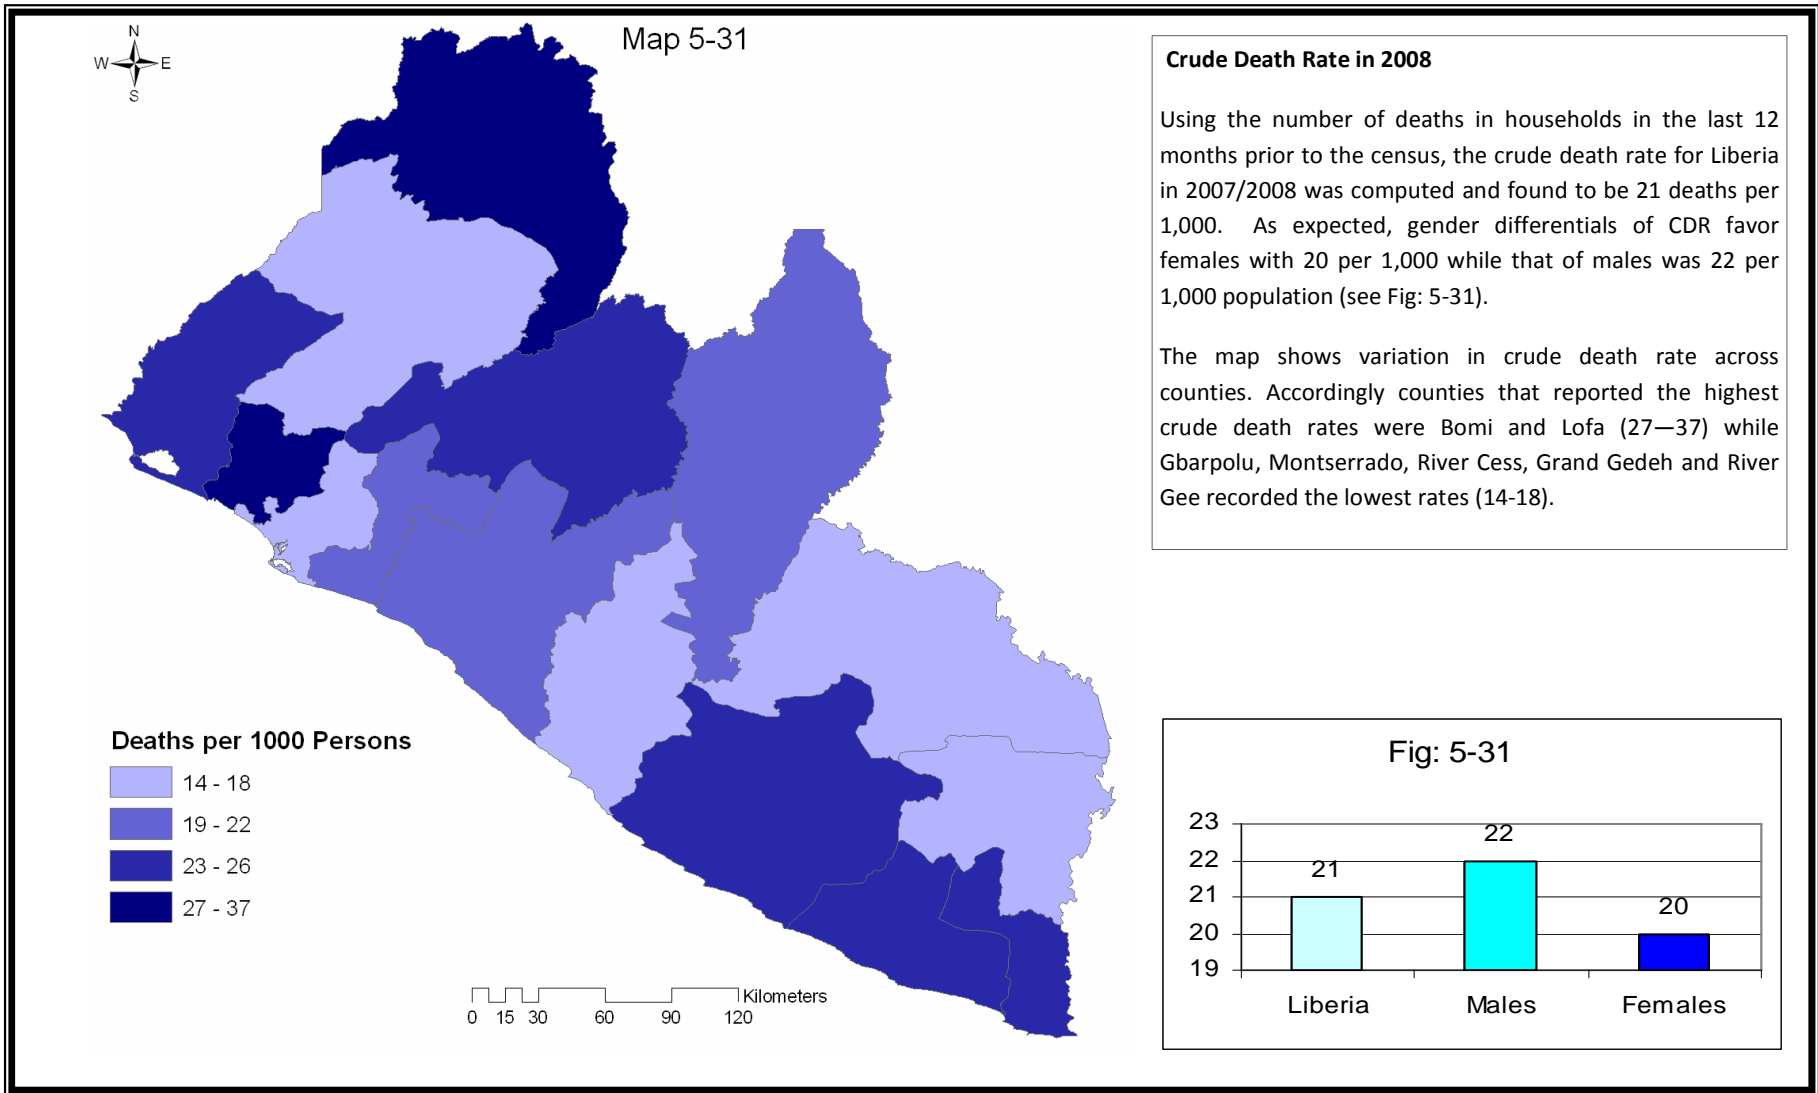 N
W E
S
Map 5-31
Crude Death Rate in 2008
Using the number of deaths in households in the last 12
months prior to the census, the crude death rate for Liberia
in 2007/2008 was computed and found to be 21 deaths per
1,000. As expected, gender differentials of CDR favor
females with 20 per 1,000 while that of males was 22 per
1,000 population (see Fig: 5-31).
The map shows variation in crude death rate across
counties. Accordingly counties that reported the highest
crude death rates were Bomi and Lofa (27—37) while
Gbarpolu, Montserrado, River Cess, Grand Gedeh and River
Gee recorded the lowest rates (14-18).
Deaths per 1000 Persons
14 - 18
19 - 22
23 - 26
27 - 37
Kilometers
0 15 30 60 90 120
Fig: 5-31
23
22
21
20
19
21
22
20
Liberia Males Females